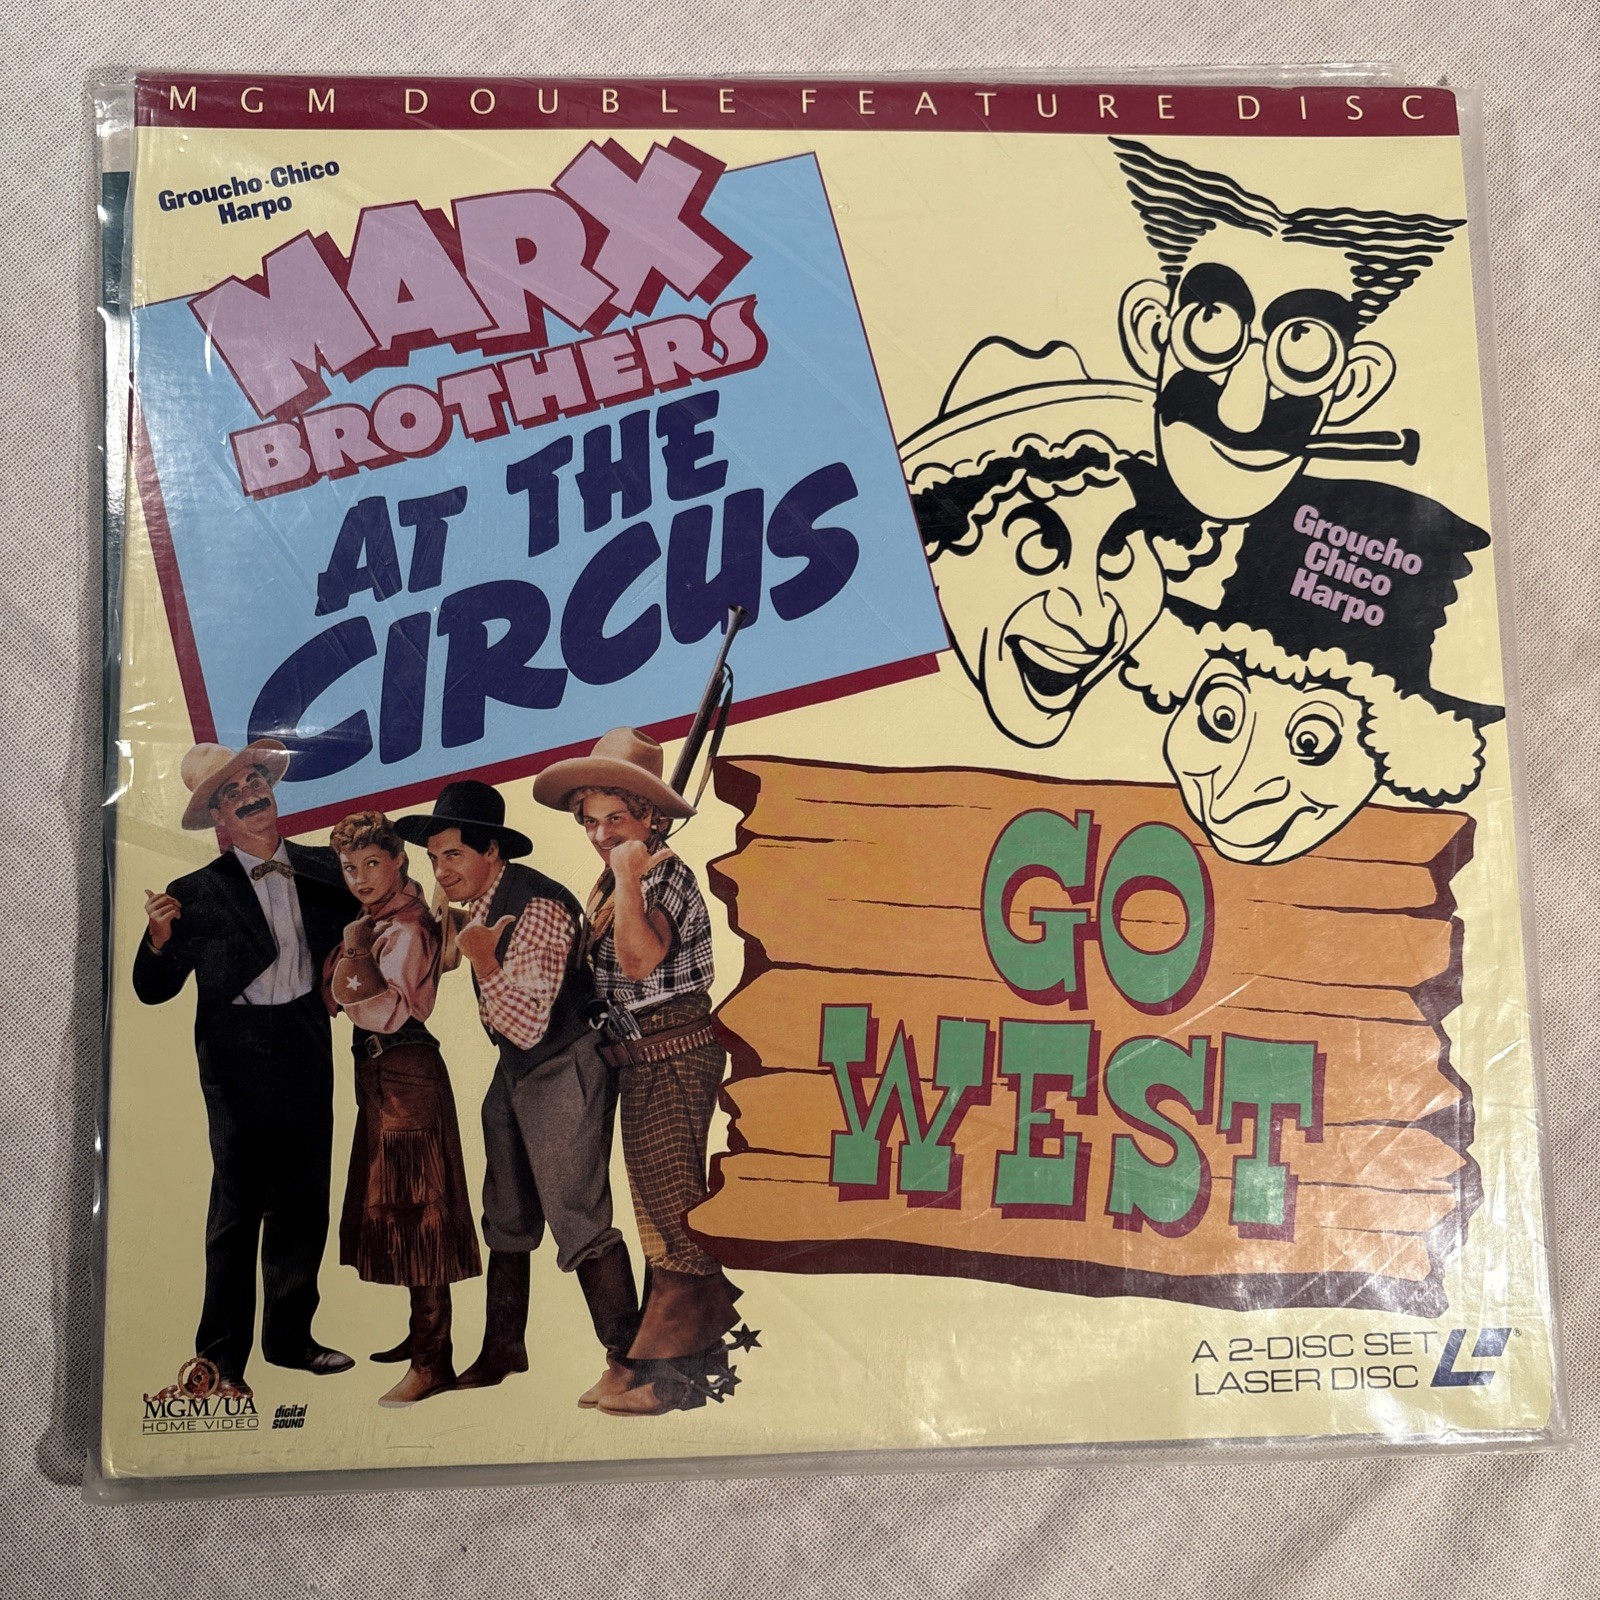 MGM DOUBLE FEATURE DISC
Groucho·Chico
Harpo
MARX
BROTHERS
AT THE
CIRCUS
Groucho
Chico
Harpo
GO
WEST
A 2-DISC SET
LASER DISC
MGM/UA
HOME VIDEO
digital
SOUND